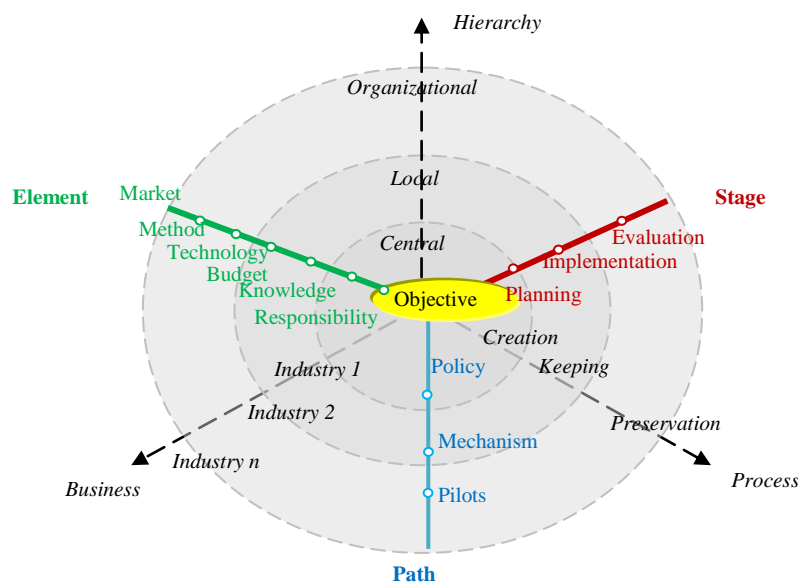 Hierarchy
Organizational
Local
Central
Element
Market
Method
Technology
Budget
Knowledge
Responsibility
Stage
Evaluation
Implementation
Planning
Objective
Creation
Keeping
Preservation
Process
Industry 1
Industry 2
Industry n
Business
Policy
Mechanism
Pilots
Path